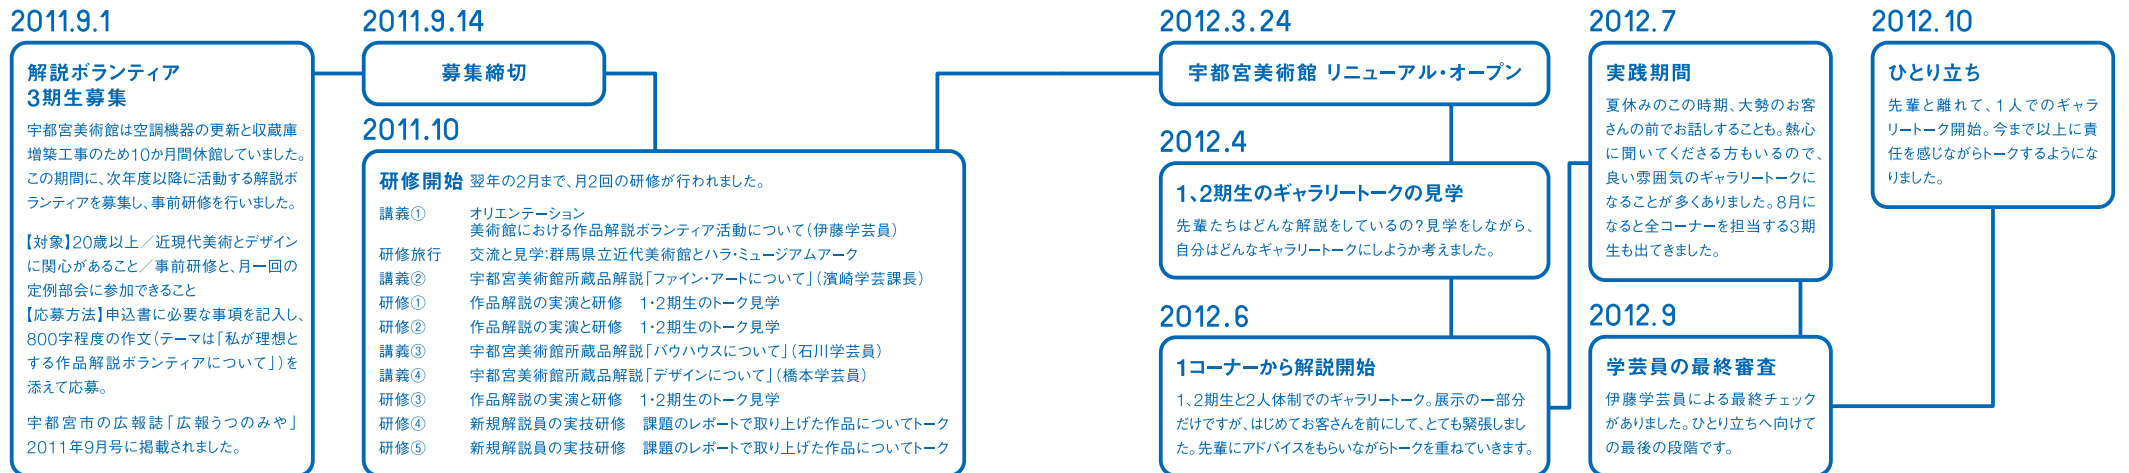 2011.9.1
解説ボランティア
3期生募集
宇都宮美術館は空調機器の更新と収蔵庫
増築工事のため10か月間休館していました。
この期間に、次年度以降に活動する解説ボ
ランティアを募集し、事前研修を行いました。
【対象】20歳以上／近現代美術とデザイン
に関心があること／事前研修と、月一回の
定例部会に参加できること
【応募方法】申込書に必要な事項を記入し、
800字程度の作文（テーマは「私が理想と
する作品解説ボランティアについて」）を
添えて応募。
宇都宮市の広報誌「広報うつのみや」
2011年9月号に掲載されました。
2011.9.14
募集締切
2011.10
研修開始 翌年の2月まで、月2回の研修が行われました。
講義① オリエンテーション
美術館における作品解説ボランティア活動について（伊藤学芸員）
研修旅行 交流と見学：群馬県立近代美術館とハラ・ミュージアムアーク
講義② 宇都宮美術館所蔵品解説「ファイン・アートについて」（濱崎学芸課長）
研修① 作品解説の実演と研修　1・2期生のトーク見学
研修② 作品解説の実演と研修　1・2期生のトーク見学
講義③ 宇都宮美術館所蔵品解説「バウハウスについて」（石川学芸員）
講義④ 宇都宮美術館所蔵品解説「デザインについて」（橋本学芸員）
研修③ 作品解説の実演と研修　1・2期生のトーク見学
研修④ 新規解説員の実技研修　課題のレポートで取り上げた作品についてトーク
研修⑤ 新規解説員の実技研修　課題のレポートで取り上げた作品についてトーク
2012.3.24
宇都宮美術館 リニューアル・オープン
2012.4
1、2期生のギャラリートークの見学
先輩たちはどんな解説をしているの？見学をしながら、
自分はどんなギャラリートークにしようか考えました。
2012.6
1コーナーから解説開始
1、2期生と2人体制でのギャラリートーク。展示の一部分
だけですが、はじめてお客さんを前にして、とても緊張しまし
た。先輩にアドバイスをもらいながらトークを重ねていきます。
2012.7
実践期間
夏休みのこの時期、大勢のお客
さんの前でお話しすることも。熱心
に聞いてくださる方もいるので、
良い雰囲気のギャラリートークに
なることが多くありました。8月に
なると全コーナーを担当する3期
生も出てきました。
2012.9
学芸員の最終審査
伊藤学芸員による最終チェック
がありました。ひとり立ちへ向けて
の最後の段階です。
2012.10
ひとり立ち
先輩と離れて、1人でのギャラ
リートーク開始。今まで以上に責
任を感じながらトークするようにな
りました。